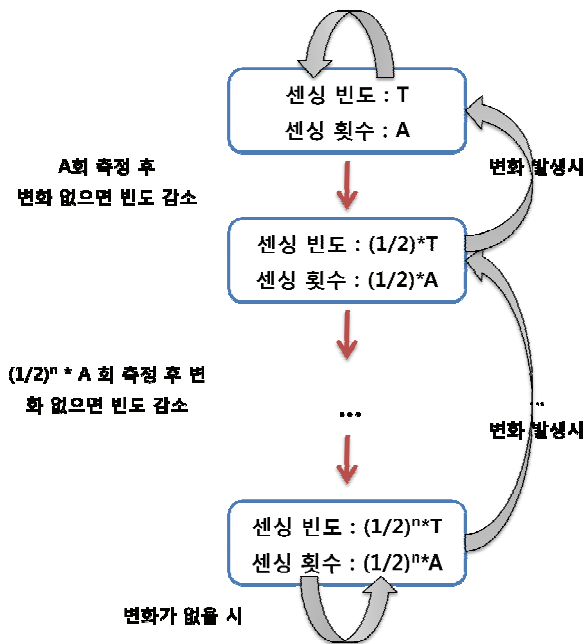 센싱 빈도 : T
센싱 횟수 : A
A회 측정 후
변화 없으면 빈도 감소
변화 발생시
센싱 빈도 : (1/2)*T
센싱 횟수 : (1/2)*A
(1/2)ⁿ * A 회 측정 후 변
화 없으면 빈도 감소
...
...
변화 발생시
센싱 빈도 : (1/2)ⁿ*T
센싱 횟수 : (1/2)ⁿ*A
변화가 없을 시